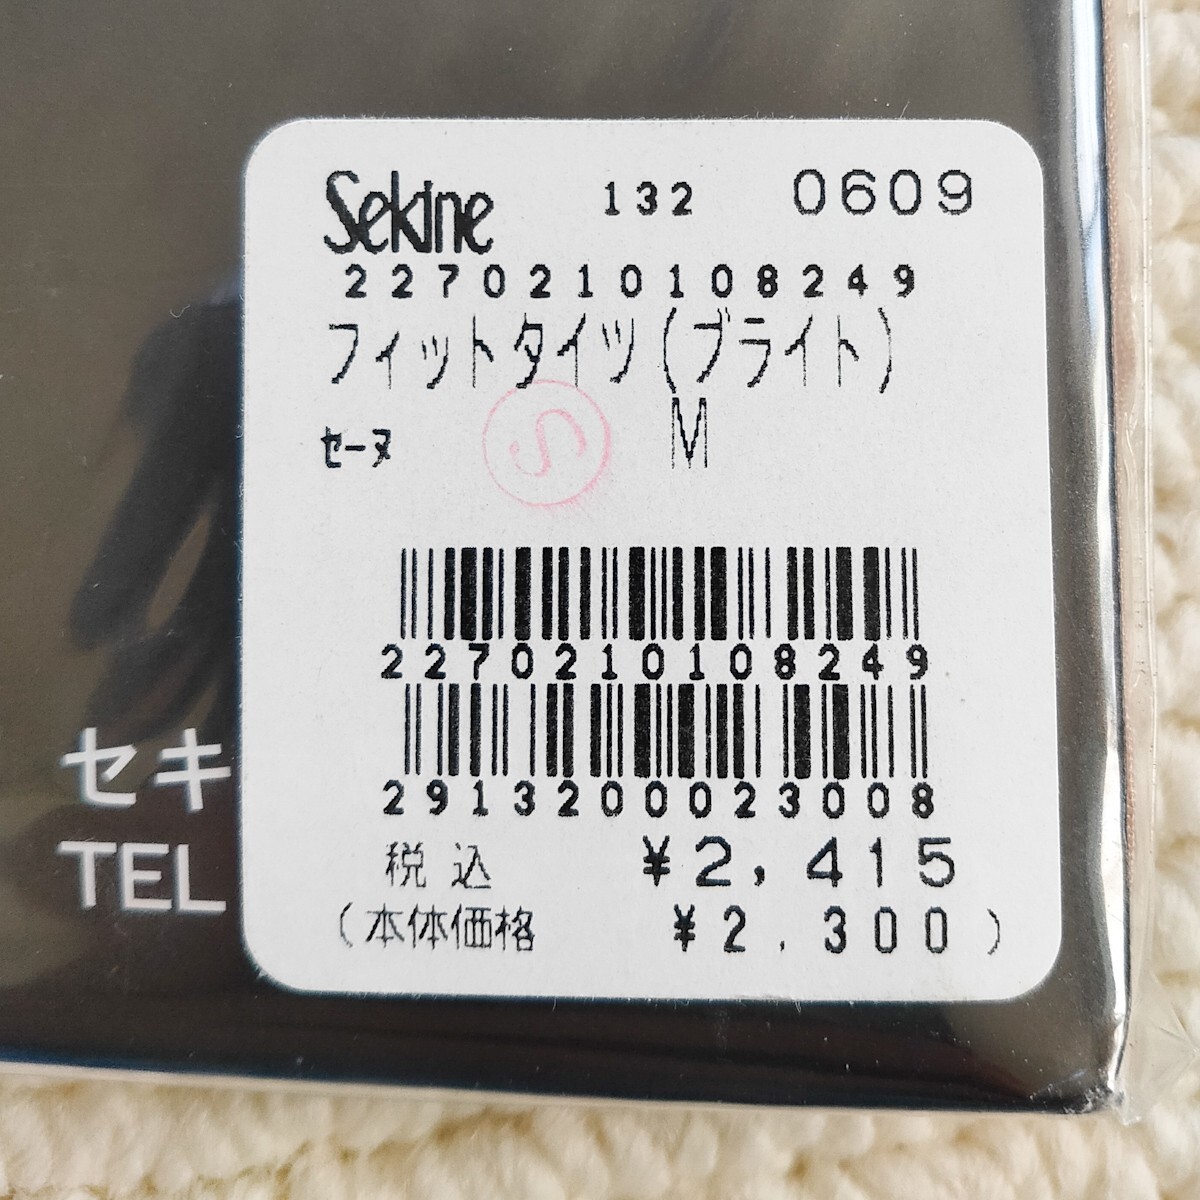 Sekine 132 0609
2270210108249
フィットタイツ(ブライト)
セーヌ S M
2270210108249
2913200023008
税込 ¥2,415
(本体価格 ¥2.300)
セキ
TEL